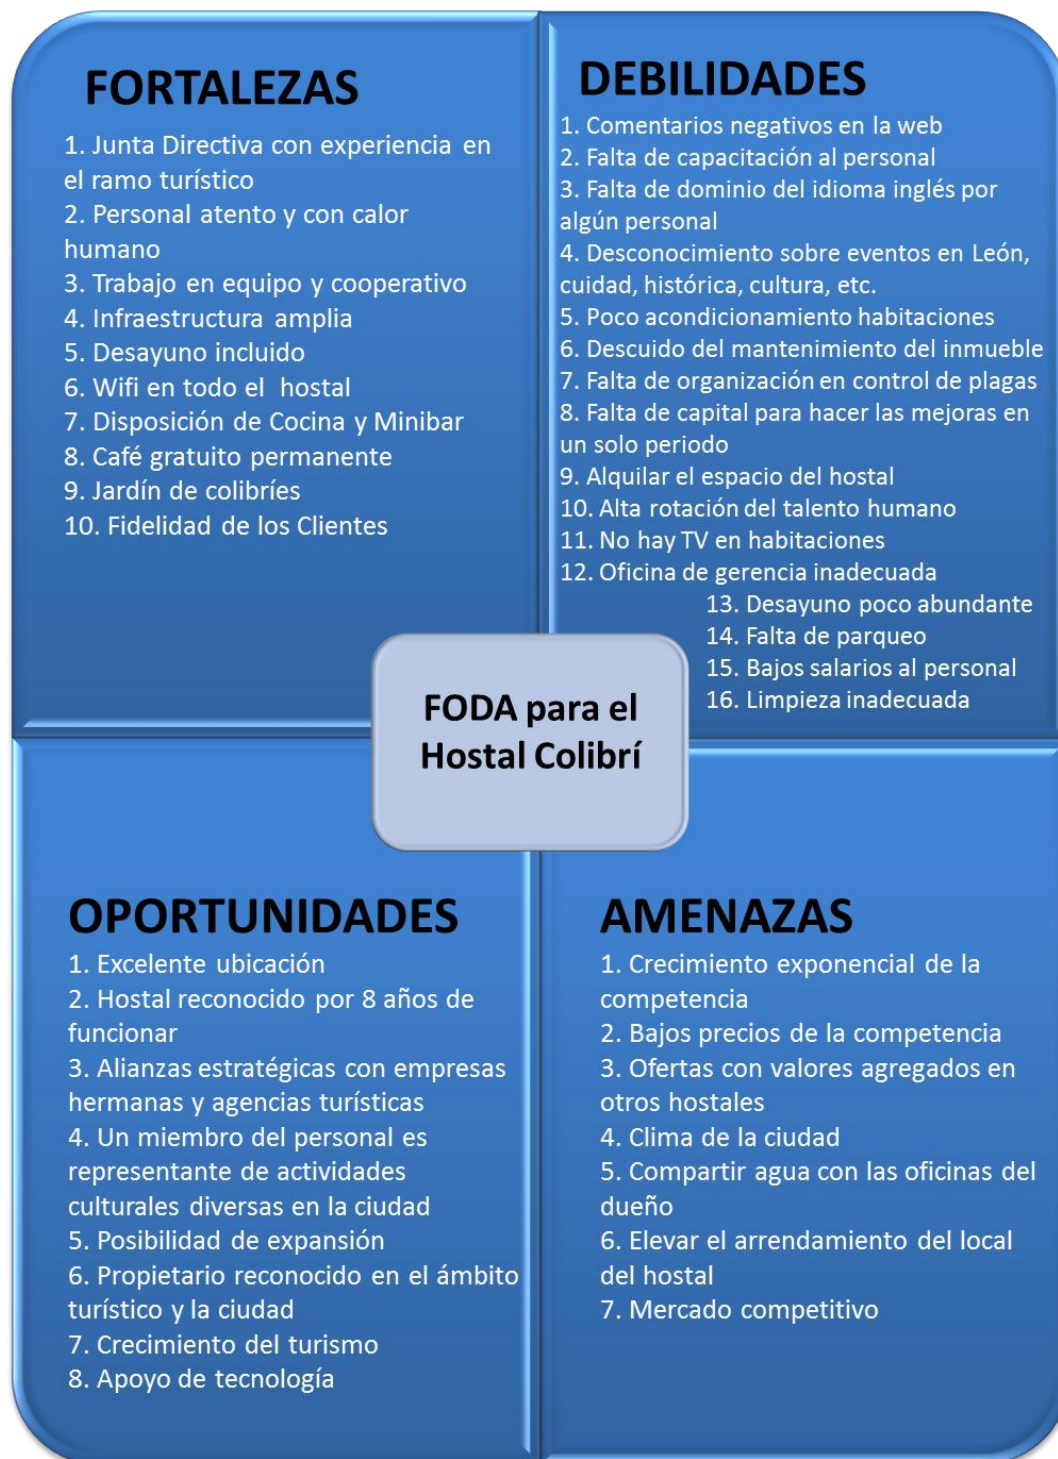 FORTALEZAS
1. Junta Directiva con experiencia en
el ramo turístico
2. Personal atento y con calor
humano
3. Trabajo en equipo y cooperativo
4. Infraestructura amplia
5. Desayuno incluido
6. Wifi en todo el hostal
7. Disposición de Cocina y Minibar
8. Café gratuito permanente
9. Jardín de colibríes
10. Fidelidad de los Clientes
DEBILIDADES
1. Comentarios negativos en la web
2. Falta de capacitación al personal
3. Falta de dominio del idioma inglés por
algún personal
4. Desconocimiento sobre eventos en León,
cuidad, histórica, cultura, etc.
5. Poco acondicionamiento habitaciones
6. Descuido del mantenimiento del inmueble
7. Falta de organización en control de plagas
8. Falta de capital para hacer las mejoras en
un solo periodo
9. Alquilar el espacio del hostal
10. Alta rotación del talento humano
11. No hay TV en habitaciones
12. Oficina de gerencia inadecuada
13. Desayuno poco abundante
14. Falta de parqueo
15. Bajos salarios al personal
16. Limpieza inadecuada
FODA para el
Hostal Colibrí
OPORTUNIDADES
1. Excelente ubicación
2. Hostal reconocido por 8 años de
funcionar
3. Alianzas estratégicas con empresas
hermanas y agencias turísticas
4. Un miembro del personal es
representante de actividades
culturales diversas en la ciudad
5. Posibilidad de expansión
6. Propietario reconocido en el ámbito
turístico y la ciudad
7. Crecimiento del turismo
8. Apoyo de tecnología
AMENAZAS
1. Crecimiento exponencial de la
competencia
2. Bajos precios de la competencia
3. Ofertas con valores agregados en
otros hostales
4. Clima de la ciudad
5. Compartir agua con las oficinas del
dueño
6. Elevar el arrendamiento del local
del hostal
7. Mercado competitivo